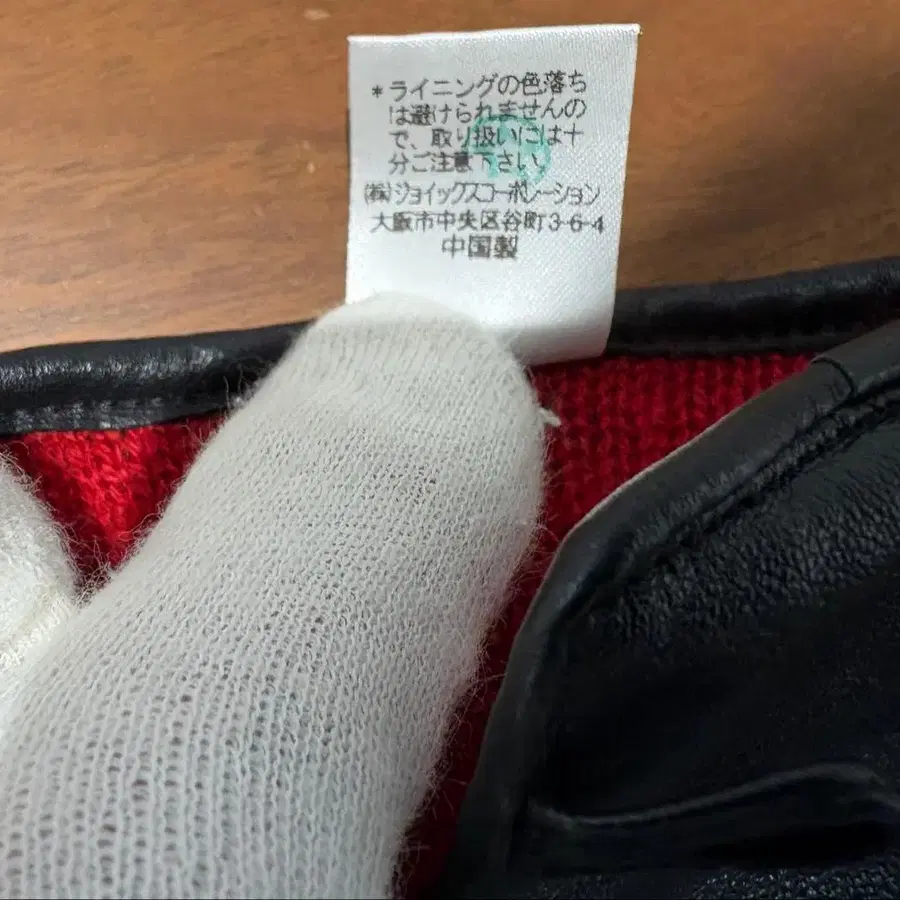 *ライニングの色落ち
は避けられませんの
で、取り扱いには十
分ご注意下さい。
㈱ジョイックスコーポレーション
大阪市中央区谷町3-6-4
中国製